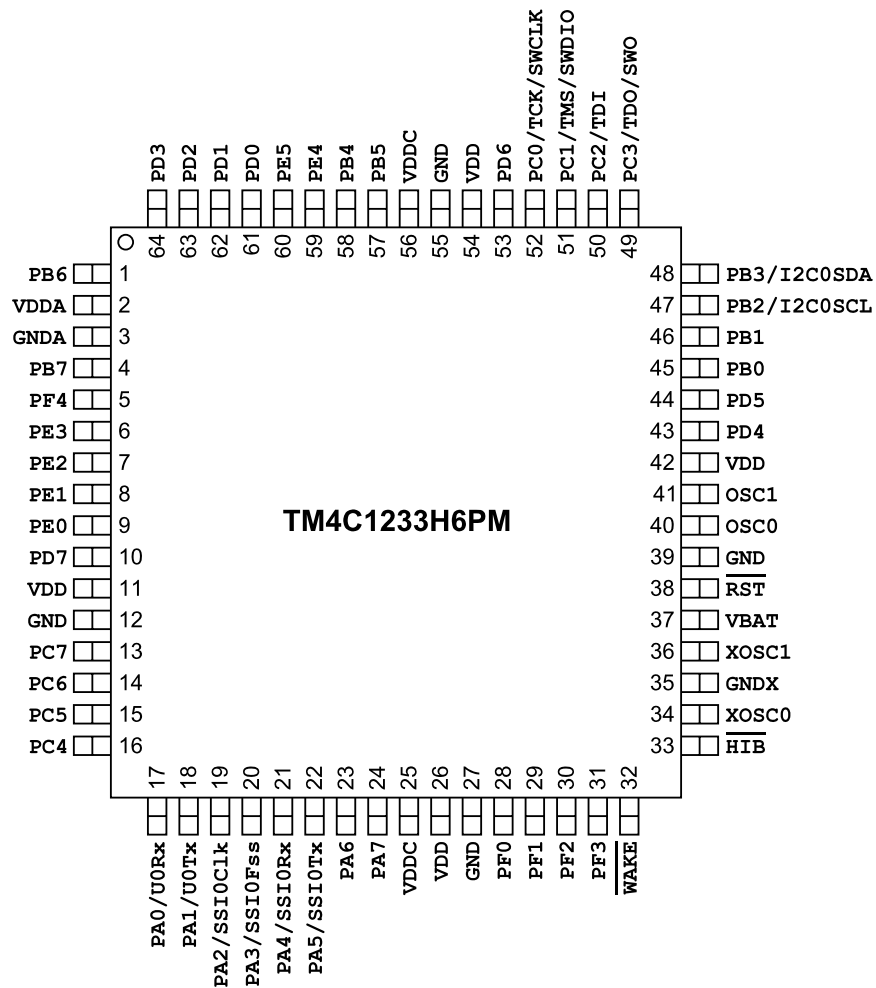 PD3 PD2 PD1 PD0 PE5 PE4 PB4 PB5 VDDC GND VDD PD6 PC0/TCK/SWCLK PC1/TMS/SWDIO PC2/TDI PC3/TDO/SWO
64 63 62 61 60 59 58 57 56 55 54 53 52 51 50 49
PB6 1 48 PB3/I2C0SDA
VDDA 2 47 PB2/I2C0SCL
GNDA 3 46 PB1
PB7 4 45 PB0
PF4 5 44 PD5
PE3 6 43 PD4
PE2 7 42 VDD
PE1 8 41 OSC1
TM4C1233H6PM
PE0 9 40 OSC0
PD7 10 39 GND
VDD 11 38 RST
GND 12 37 VBAT
PC7 13 36 XOSC1
PC6 14 35 GNDX
PC5 15 34 XOSC0
PC4 16 33 HIB
17 18 19 20 21 22 23 24 25 26 27 28 29 30 31 32
PA0/U0Rx PA1/U0Tx PA2/SSI0Clk PA3/SSI0Fss PA4/SSI0Rx PA5/SSI0Tx PA6 PA7 VDDC VDD GND PF0 PF1 PF2 PF3 WAKE